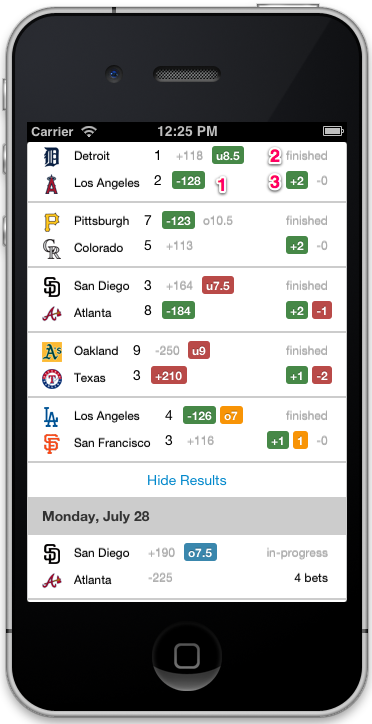 Carrier 12:25 PM
Detroit 1 +118 u8.5 2 finished
Los Angeles 2 -128 1 3 +2 -0
Pittsburgh 7 -123 o10.5 finished
Colorado 5 +113 +2 -0
San Diego 3 +164 u7.5 finished
Atlanta 8 -184 +2 -1
Oakland 9 -250 u9 finished
Texas 3 +210 +1 -2
Los Angeles 4 -126 o7 finished
San Francisco 3 +116 +1 1 -0
Hide Results
Monday, July 28
San Diego +190 o7.5 in-progress
Atlanta -225 4 bets